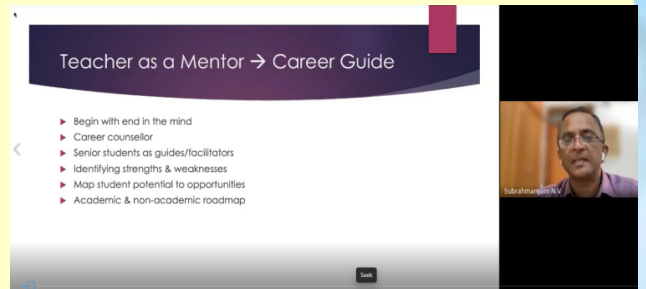 Teacher as a Mentor → Career Guide
Begin with end in the mind
Career counsellor
Senior students as guides/facilitators
Identifying strengths & weaknesses
Map student potential to opportunities
Academic & non-academic roadmap
Subrahmanyam N V
Seek